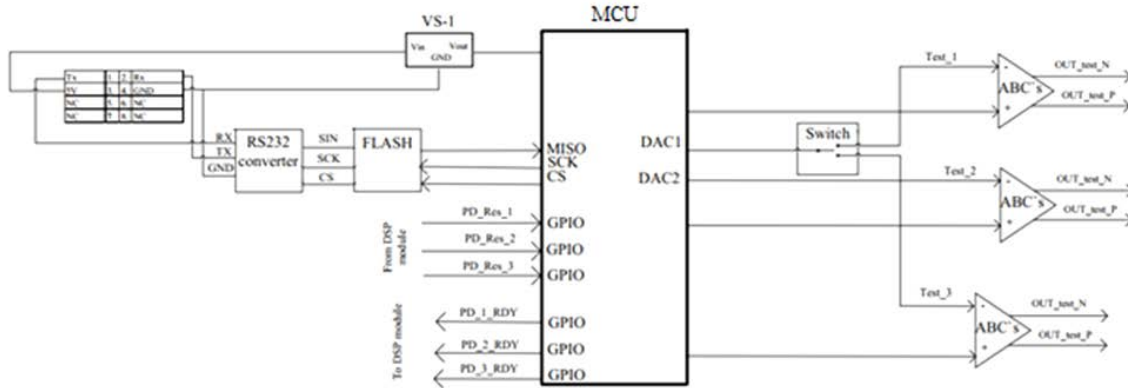 MCU
VS-1
Vin Vout
GND
Tx 1. 2. Rx
5V 3. 4. GND
NC 5. 6. NC
NC 7. 8. NC
RX
TX
GND
RS232
converter
SIN
SCK
CS
FLASH
MISO
SCK
CS
From DSP
module
PD_Res_1
PD_Res_2
PD_Res_3
GPIO
GPIO
GPIO
To DSP module
PD_1_RDY
PD_2_RDY
PD_3_RDY
GPIO
GPIO
GPIO
DAC1
DAC2
Switch
Test_1
-
ABC`s
+
OUT_test_N
OUT_test_P
Test_2
-
ABC`s
+
OUT_test_N
OUT_test_P
Test_3
-
ABC`s
+
OUT_test_N
OUT_test_P